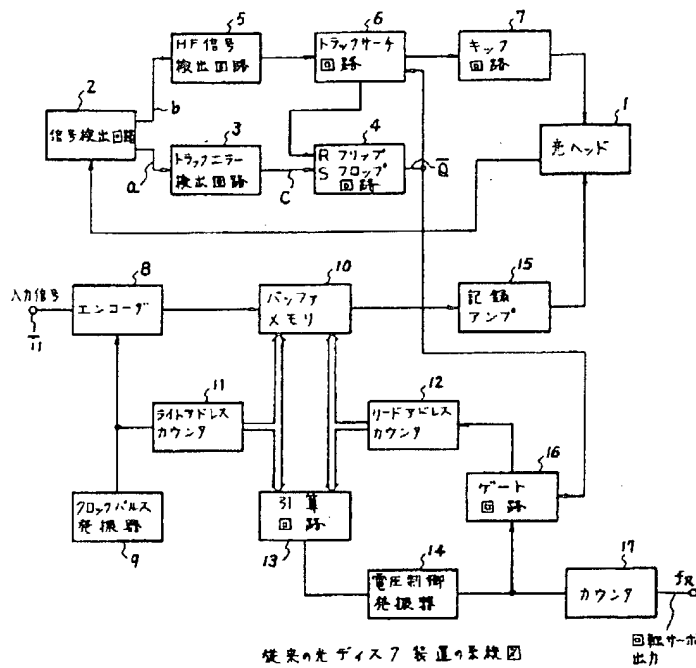 5
HF信号
検出回路
6
トラックサーチ
回路
7
キック
回路
2
信号検出回路
b
a
3
トラックエラー
検出回路
C
4
R フリップ
S フロップ
回路
Q̅
1
光ヘッド
入力信号
T1
8
エンコーダ
10
バッファ
メモリ
15
記録
アンプ
11
ライトアドレス
カウンタ
12
リードアドレス
カウンタ
16
ゲート
回路
クロックパルス
発振器
9
引算
回路
13
14
電圧制御
発振器
17
カウンタ
fR
回転サーボ
出力
従来の光ディスク装置の系統図